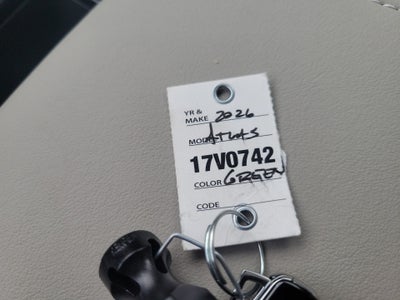 YR &
MAKE 2026
MODEL Atlas
17V0742
COLOR GREEN
CODE